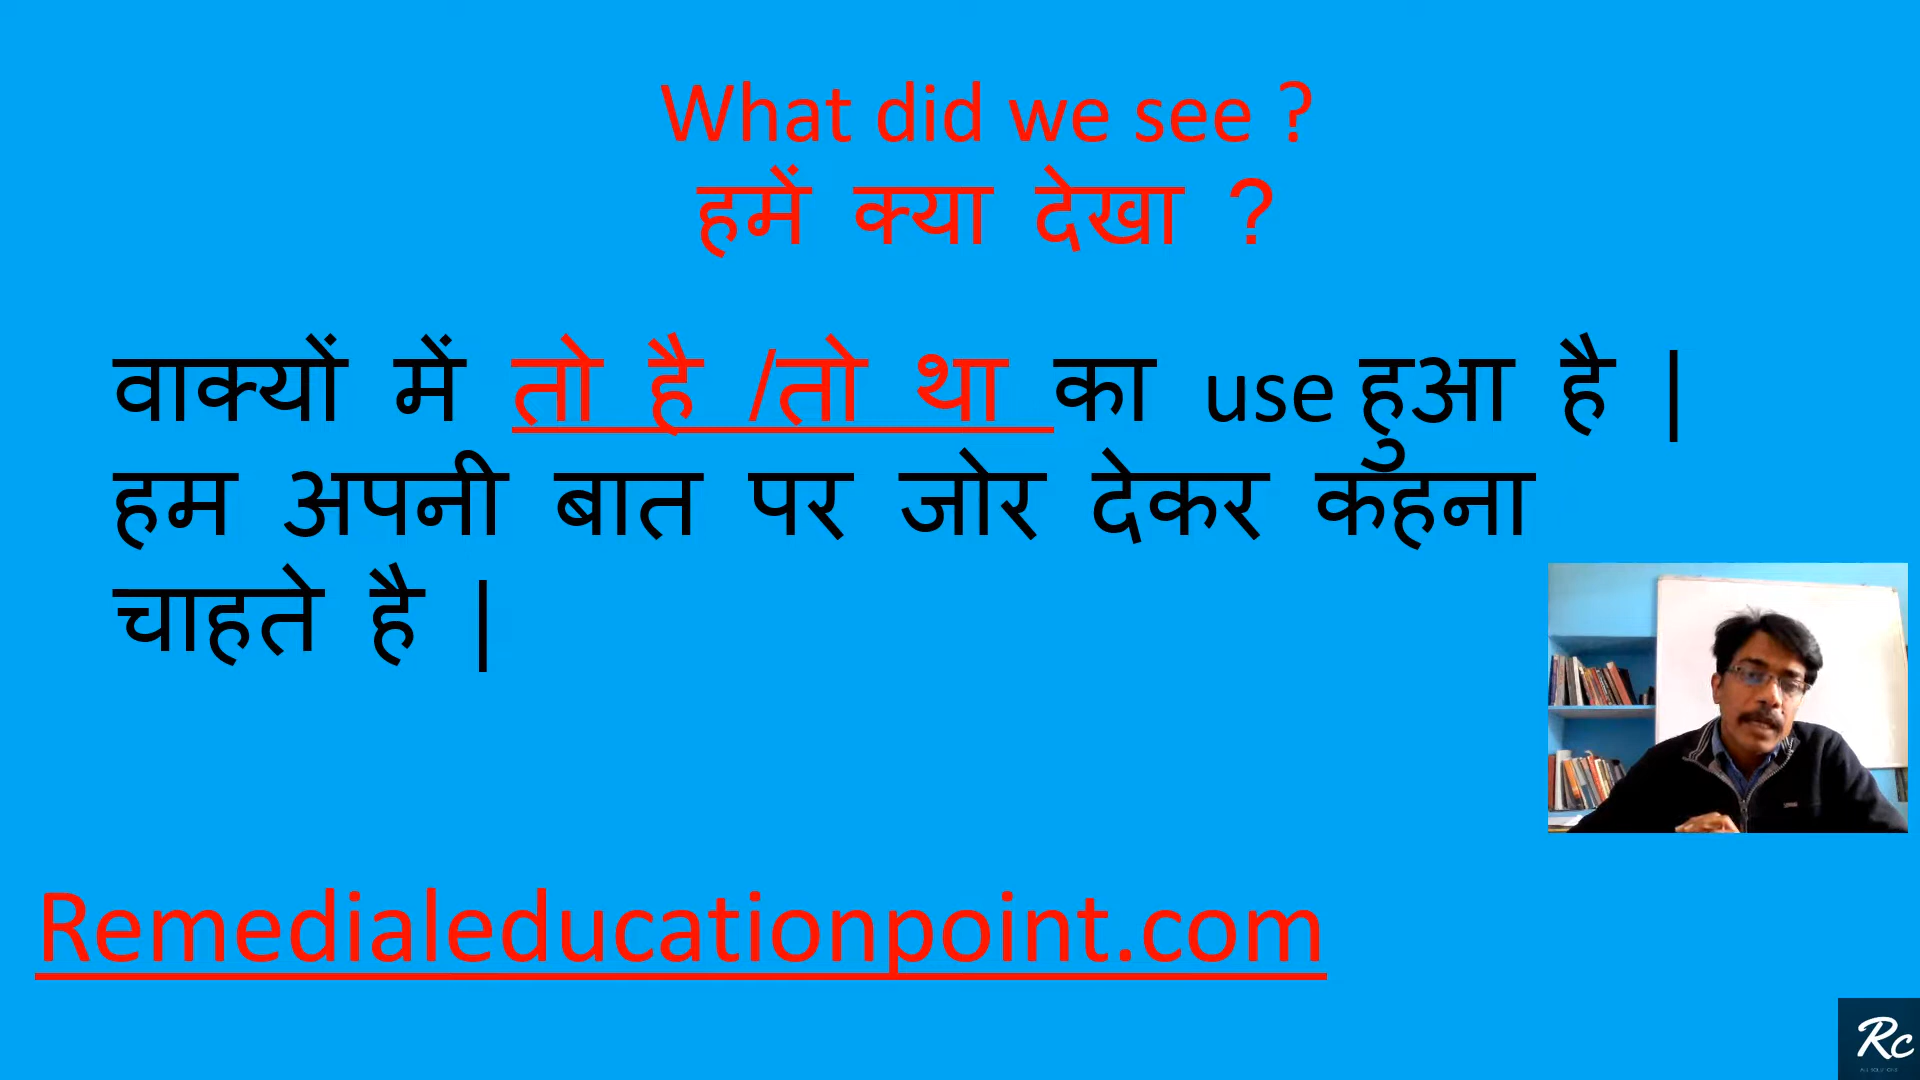 What did we see ?
हमें क्या देखा ?
वाक्यों में तो है /तो था का use हुआ है |
हम अपनी बात पर जोर देकर कहना
चाहते है |
Remedialeducationpoint.com
Rc